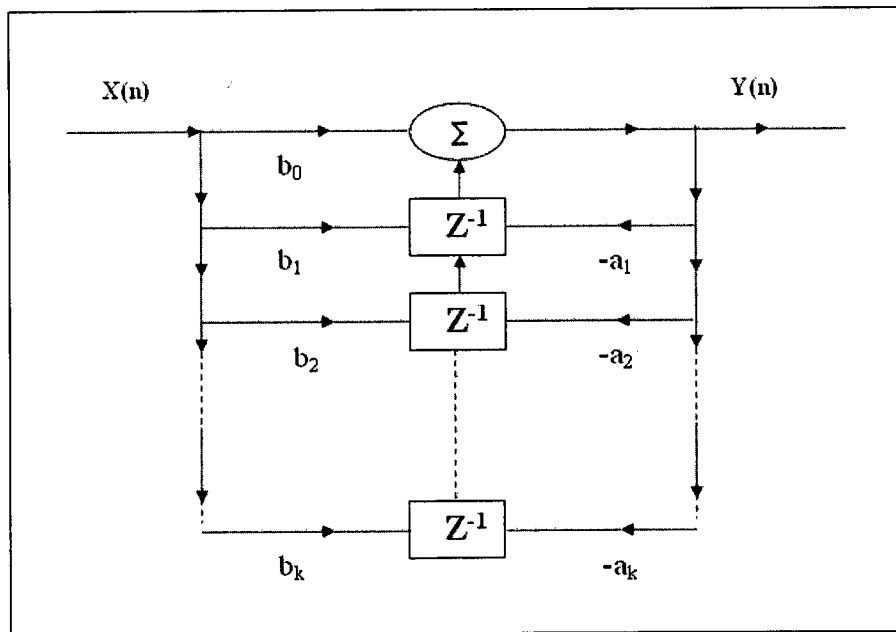 X(n) Y(n)
Σ
b₀
Z⁻¹
b₁ -a₁
Z⁻¹
b₂ -a₂
Z⁻¹
bₖ -aₖ